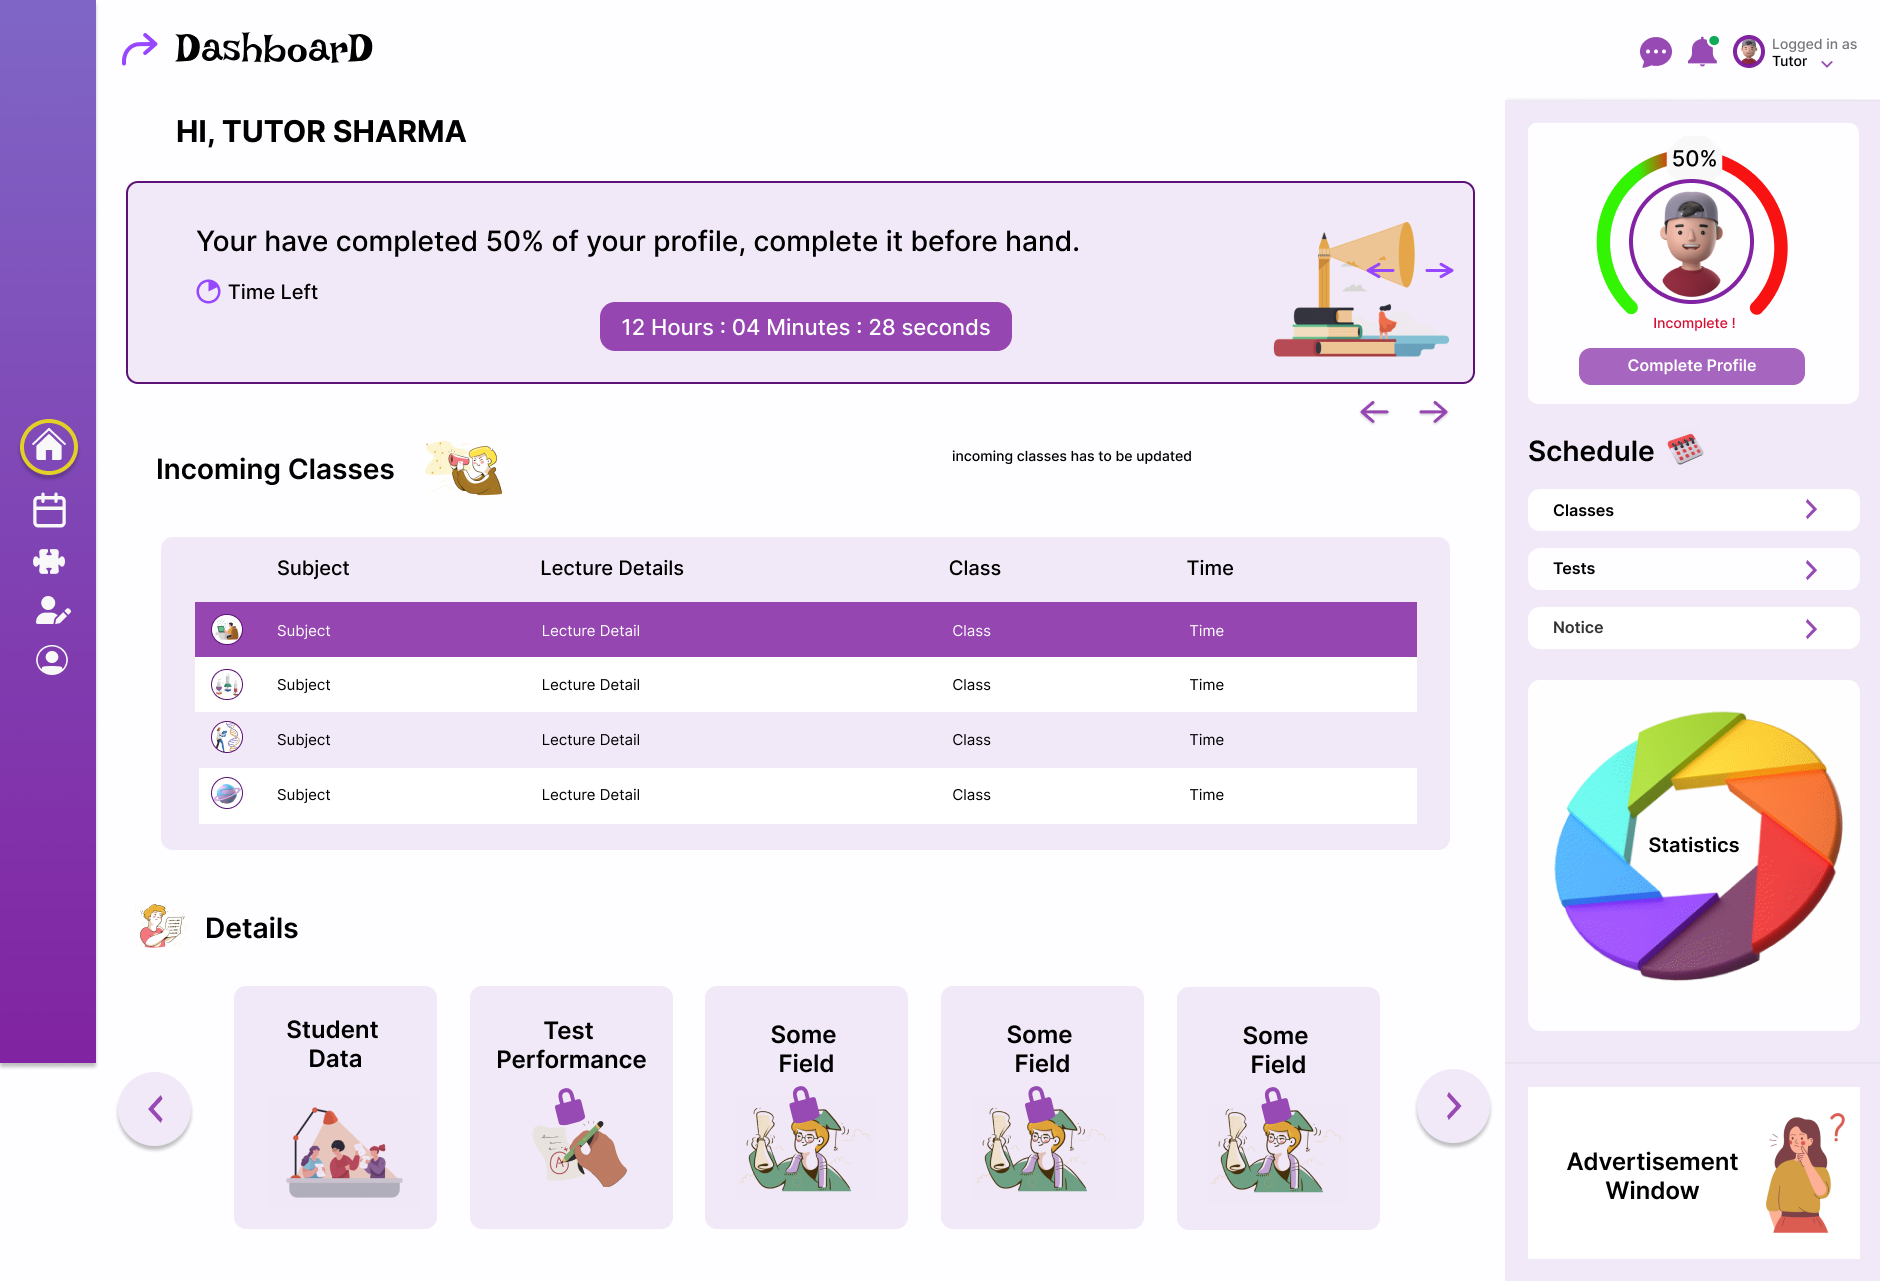 DashboarD
Logged in as
Tutor
HI, TUTOR SHARMA
Your have completed 50% of your profile, complete it before hand.
Time Left
12 Hours : 04 Minutes : 28 seconds
50%
Incomplete !
Complete Profile
Incoming Classes
incoming classes has to be updated
Subject Lecture Details Class Time
Subject Lecture Detail Class Time
Subject Lecture Detail Class Time
Subject Lecture Detail Class Time
Subject Lecture Detail Class Time
Schedule
Classes
Tests
Notice
Statistics
Details
Student
Data
Test
Performance
A+
Some
Field
Some
Field
Some
Field
Advertisement
Window
?